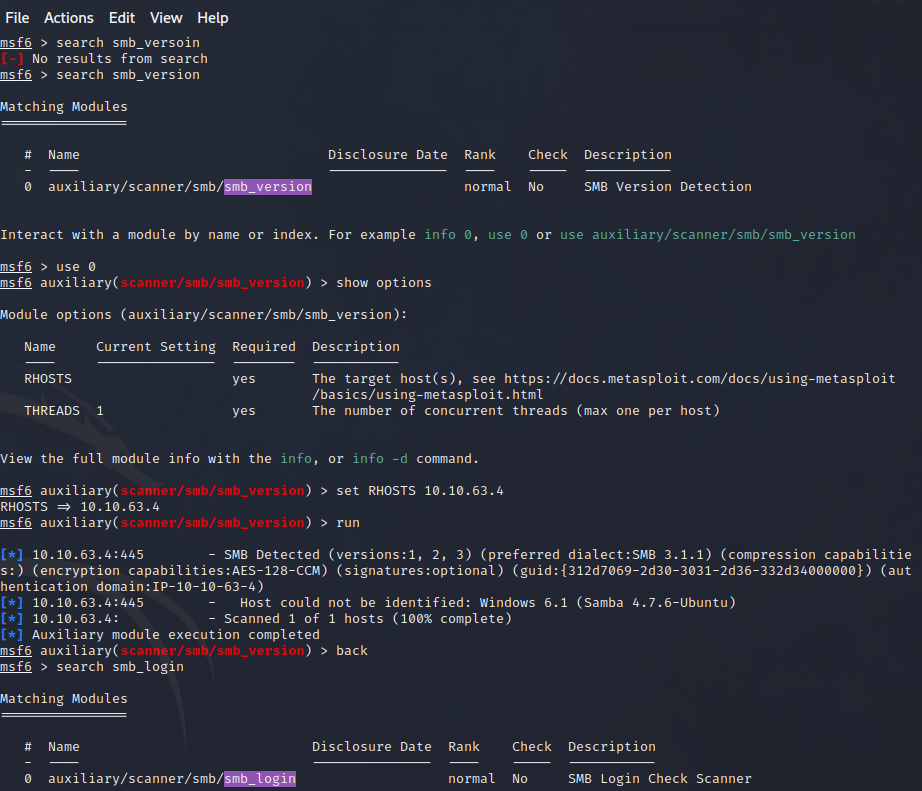 File Actions Edit View Help
msf6 > search smb_versoin
[-] No results from search
msf6 > search smb_version
Matching Modules
================
# Name Disclosure Date Rank Check Description
- ---- --------------- ---- ----- -----------
0 auxiliary/scanner/smb/smb_version normal No SMB Version Detection
Interact with a module by name or index. For example info 0, use 0 or use auxiliary/scanner/smb/smb_version
msf6 > use 0
msf6 auxiliary(scanner/smb/smb_version) > show options
Module options (auxiliary/scanner/smb/smb_version):
Name Current Setting Required Description
---- --------------- -------- -----------
RHOSTS yes The target host(s), see https://docs.metasploit.com/docs/using-metasploit
/basics/using-metasploit.html
THREADS 1 yes The number of concurrent threads (max one per host)
View the full module info with the info, or info -d command.
msf6 auxiliary(scanner/smb/smb_version) > set RHOSTS 10.10.63.4
RHOSTS => 10.10.63.4
msf6 auxiliary(scanner/smb/smb_version) > run
[*] 10.10.63.4:445 - SMB Detected (versions:1, 2, 3) (preferred dialect:SMB 3.1.1) (compression capabilitie
s:) (encryption capabilities:AES-128-CCM) (signatures:optional) (guid:{312d7069-2d30-3031-2d36-332d34000000}) (aut
hentication domain:IP-10-10-63-4)
[*] 10.10.63.4:445 - Host could not be identified: Windows 6.1 (Samba 4.7.6-Ubuntu)
[*] 10.10.63.4: - Scanned 1 of 1 hosts (100% complete)
[*] Auxiliary module execution completed
msf6 auxiliary(scanner/smb/smb_version) > back
msf6 > search smb_login
Matching Modules
================
# Name Disclosure Date Rank Check Description
- ---- --------------- ---- ----- -----------
0 auxiliary/scanner/smb/smb_login normal No SMB Login Check Scanner